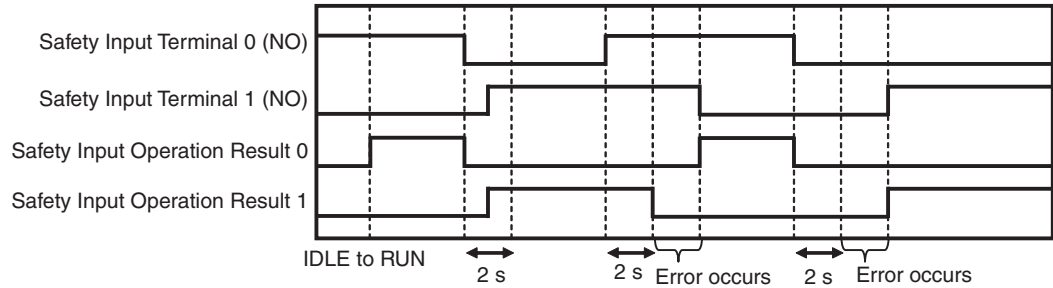 Safety Input Terminal 0 (NO)
Safety Input Terminal 1 (NO)
Safety Input Operation Result 0
Safety Input Operation Result 1
IDLE to RUN
2 s
2 s
Error occurs
2 s
Error occurs